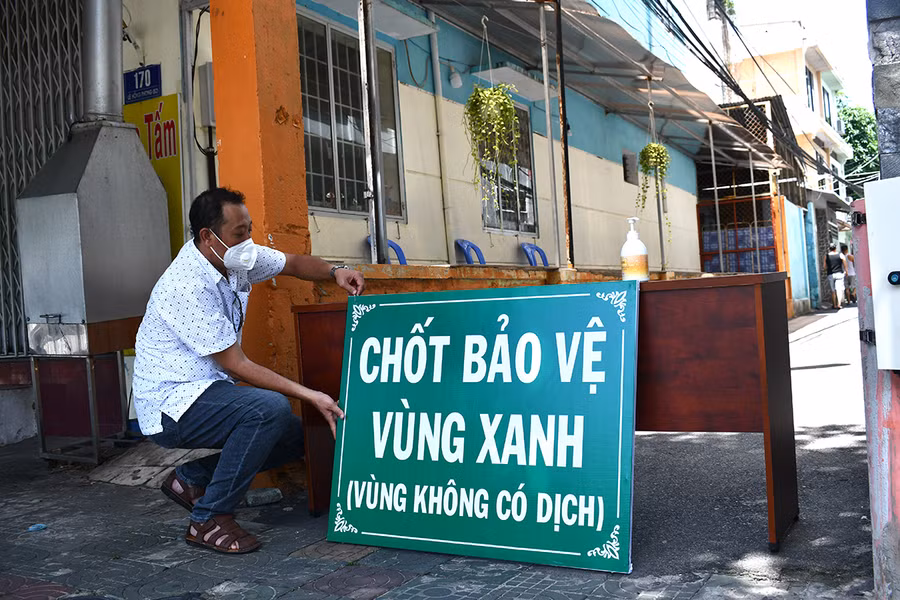 170
Tấm
CHỐT BẢO VỆ
VÙNG XANH
(VÙNG KHÔNG CÓ DỊCH)